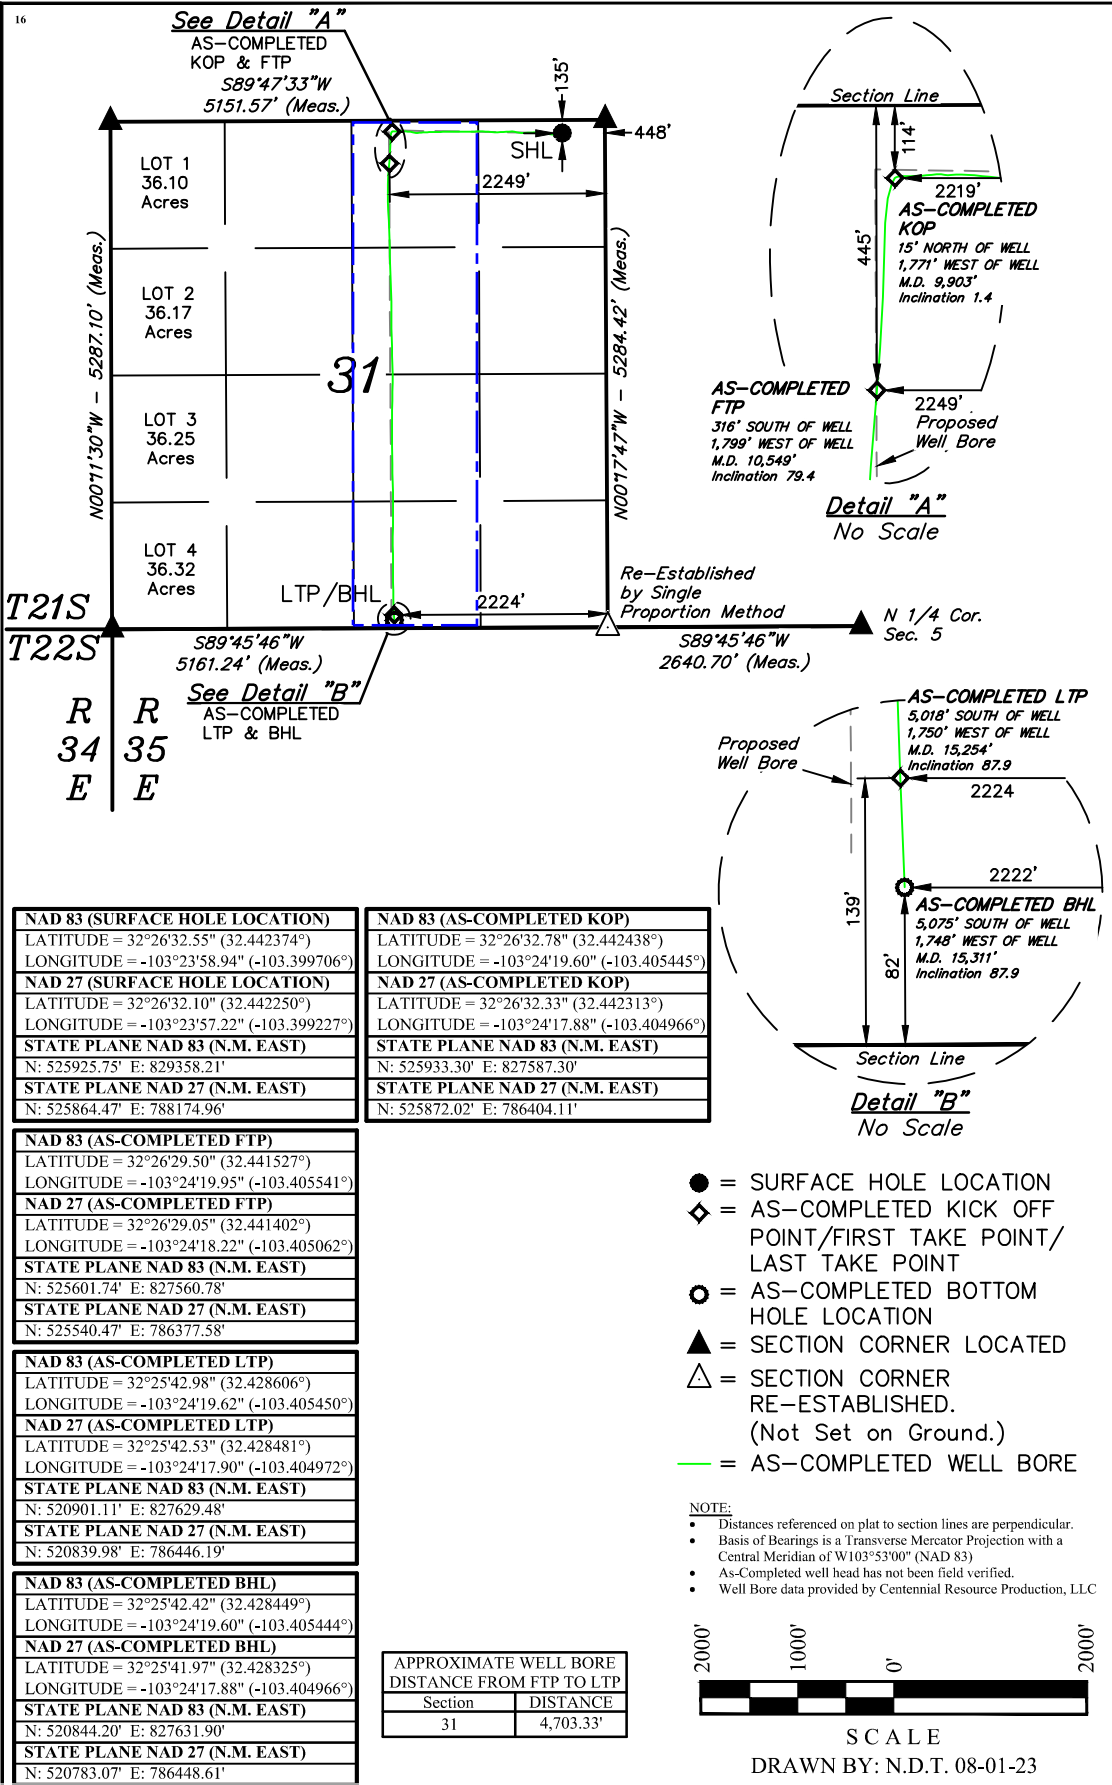 16
See Detail "A"
AS-COMPLETED
KOP & FTP
S89°47'33"W
5151.57' (Meas.)
135'
448'
SHL
2249'
LOT 1
36.10
Acres
LOT 2
36.17
Acres
LOT 3
36.25
Acres
LOT 4
36.32
Acres
31
N00°11'30"W - 5287.10' (Meas.)
N00°17'47"W - 5284.42' (Meas.)
LTP/BHL
2224'
T21S
T22S
S89°45'46"W
5161.24' (Meas.)
See Detail "B"
AS-COMPLETED
LTP & BHL
R
34
E
R
35
E
Re-Established
by Single
Proportion Method
S89°45'46"W
2640.70' (Meas.)
N 1/4 Cor.
Sec. 5
Section Line
114'
445'
2219'
AS-COMPLETED
KOP
15' NORTH OF WELL
1,771' WEST OF WELL
M.D. 9,903'
Inclination 1.4
AS-COMPLETED
FTP
316' SOUTH OF WELL
1,799' WEST OF WELL
M.D. 10,549'
Inclination 79.4
2249'
Proposed
Well Bore
Detail "A"
No Scale
AS-COMPLETED LTP
5,018' SOUTH OF WELL
1,750' WEST OF WELL
M.D. 15,254'
Inclination 87.9
Proposed
Well Bore
2224
2222'
139'
82'
AS-COMPLETED BHL
5,075' SOUTH OF WELL
1,748' WEST OF WELL
M.D. 15,311'
Inclination 87.9
Section Line
Detail "B"
No Scale
NAD 83 (SURFACE HOLE LOCATION)
LATITUDE = 32°26'32.55" (32.442374°)
LONGITUDE = -103°23'58.94" (-103.399706°)
NAD 27 (SURFACE HOLE LOCATION)
LATITUDE = 32°26'32.10" (32.442250°)
LONGITUDE = -103°23'57.22" (-103.399227°)
STATE PLANE NAD 83 (N.M. EAST)
N: 525925.75' E: 829358.21'
STATE PLANE NAD 27 (N.M. EAST)
N: 525864.47' E: 788174.96'
NAD 83 (AS-COMPLETED KOP)
LATITUDE = 32°26'32.78" (32.442438°)
LONGITUDE = -103°24'19.60" (-103.405445°)
NAD 27 (AS-COMPLETED KOP)
LATITUDE = 32°26'32.33" (32.442313°)
LONGITUDE = -103°24'17.88" (-103.404966°)
STATE PLANE NAD 83 (N.M. EAST)
N: 525933.30' E: 827587.30'
STATE PLANE NAD 27 (N.M. EAST)
N: 525872.02' E: 786404.11'
NAD 83 (AS-COMPLETED FTP)
LATITUDE = 32°26'29.50" (32.441527°)
LONGITUDE = -103°24'19.95" (-103.405541°)
NAD 27 (AS-COMPLETED FTP)
LATITUDE = 32°26'29.05" (32.441402°)
LONGITUDE = -103°24'18.22" (-103.405062°)
STATE PLANE NAD 83 (N.M. EAST)
N: 525601.74' E: 827560.78'
STATE PLANE NAD 27 (N.M. EAST)
N: 525540.47' E: 786377.58'
NAD 83 (AS-COMPLETED LTP)
LATITUDE = 32°25'42.98" (32.428606°)
LONGITUDE = -103°24'19.62" (-103.405450°)
NAD 27 (AS-COMPLETED LTP)
LATITUDE = 32°25'42.53" (32.428481°)
LONGITUDE = -103°24'17.90" (-103.404972°)
STATE PLANE NAD 83 (N.M. EAST)
N: 520901.11' E: 827629.48'
STATE PLANE NAD 27 (N.M. EAST)
N: 520839.98' E: 786446.19'
NAD 83 (AS-COMPLETED BHL)
LATITUDE = 32°25'42.42" (32.428449°)
LONGITUDE = -103°24'19.60" (-103.405444°)
NAD 27 (AS-COMPLETED BHL)
LATITUDE = 32°25'41.97" (32.428325°)
LONGITUDE = -103°24'17.88" (-103.404966°)
STATE PLANE NAD 83 (N.M. EAST)
N: 520844.20' E: 827631.90'
STATE PLANE NAD 27 (N.M. EAST)
N: 520783.07' E: 786448.61'
APPROXIMATE WELL BORE
DISTANCE FROM FTP TO LTP
Section DISTANCE
31 4,703.33'
= SURFACE HOLE LOCATION
= AS-COMPLETED KICK OFF
POINT/FIRST TAKE POINT/
LAST TAKE POINT
= AS-COMPLETED BOTTOM
HOLE LOCATION
= SECTION CORNER LOCATED
= SECTION CORNER
RE-ESTABLISHED.
(Not Set on Ground.)
= AS-COMPLETED WELL BORE
NOTE:
• Distances referenced on plat to section lines are perpendicular.
• Basis of Bearings is a Transverse Mercator Projection with a
Central Meridian of W103°53'00" (NAD 83)
• As-Completed well head has not been field verified.
• Well Bore data provided by Centennial Resource Production, LLC
2000' 1000' 0' 2000'
SCALE
DRAWN BY: N.D.T. 08-01-23